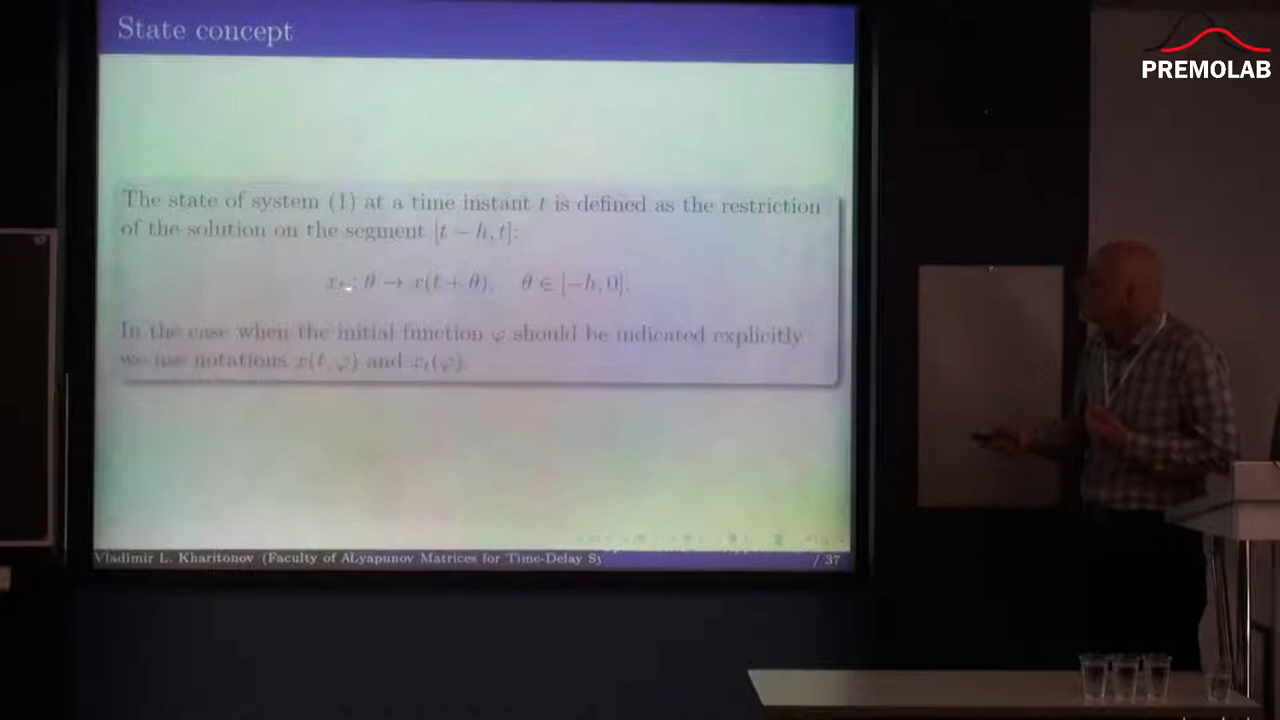 State concept
PREMOLAB
The state of system (1) at a time instant t is defined as the restriction
of the solution on the segment [t − h, t]:
x_t : θ → x(t + θ), θ ∈ [−h, 0].
In the case when the initial function φ should be indicated explicitly
we use notations x(t, φ) and x_t(φ).
Vladimir L. Kharitonov (Faculty of ALyapunov Matrices for Time-Delay Sy
/ 37